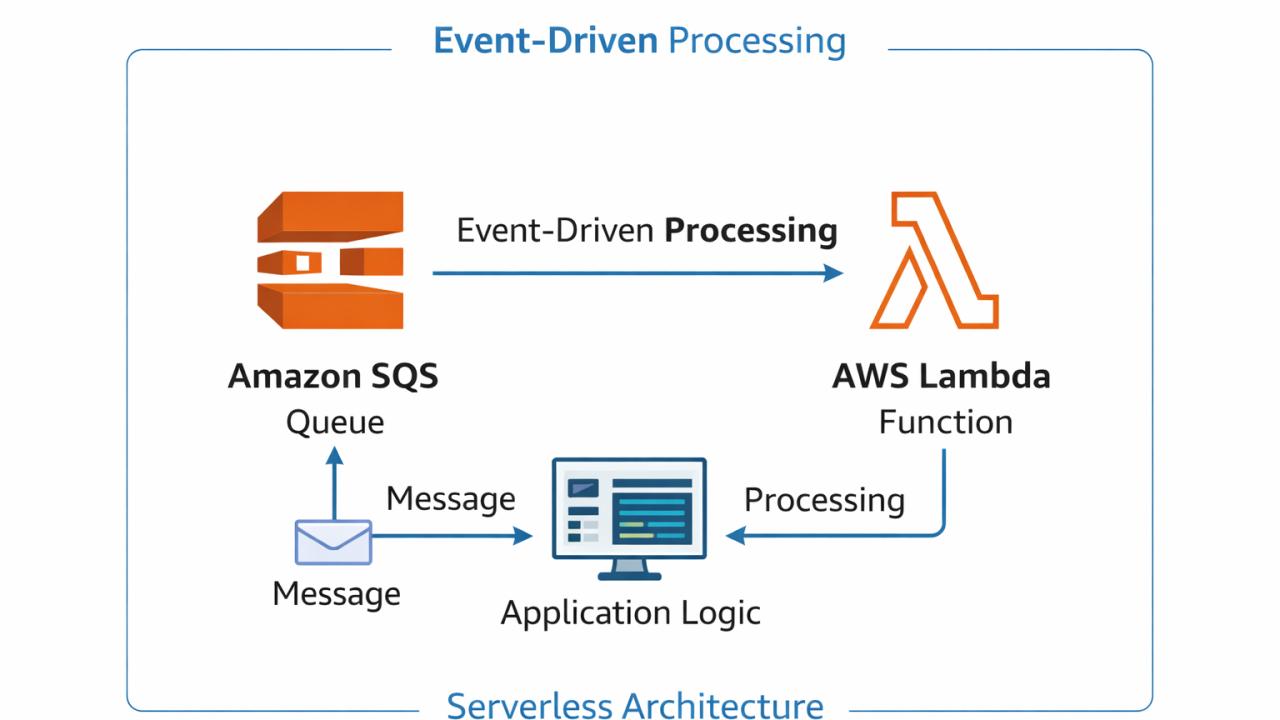 Event-Driven Processing
Event-Driven Processing
Amazon SQS
Queue
AWS Lambda
Function
Message
Processing
Message
Application Logic
Serverless Architecture